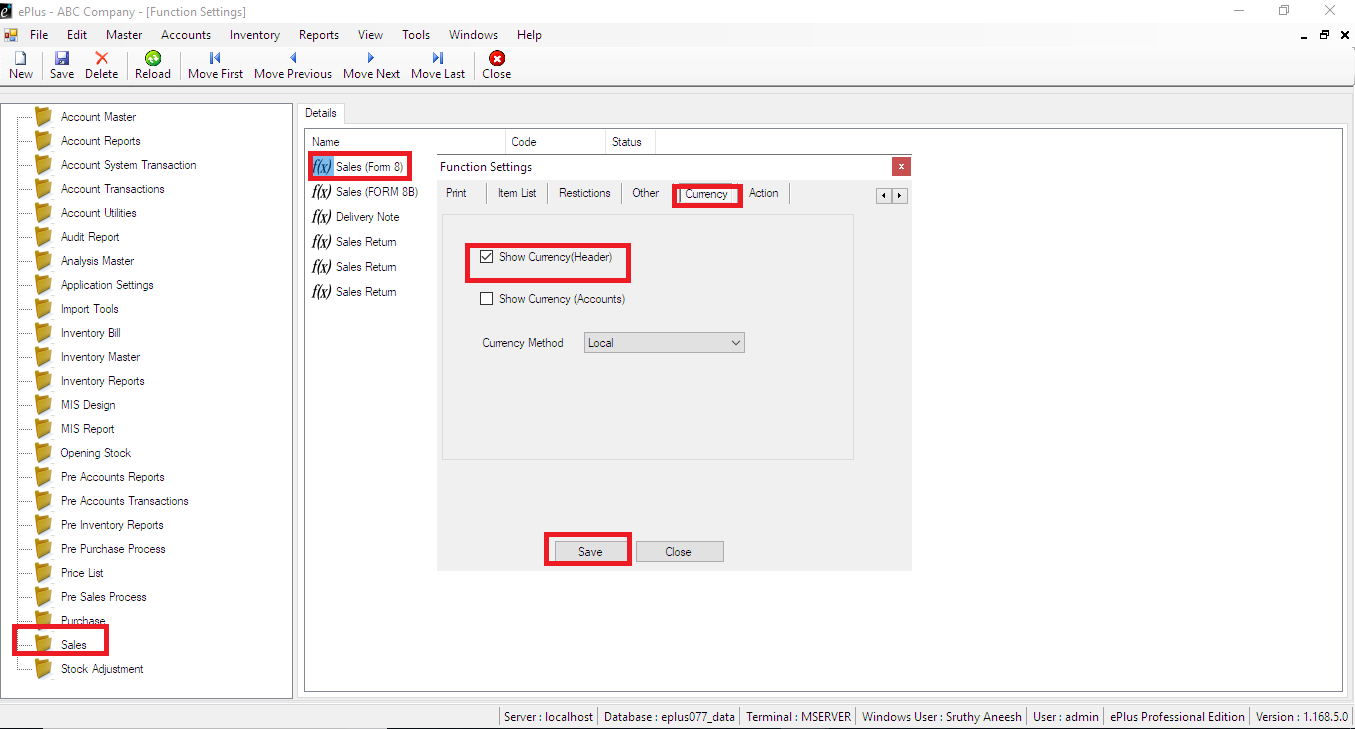 ePlus - ABC Company - [Function Settings]
File Edit Master Accounts Inventory Reports View Tools Windows Help
New Save Delete Reload Move First Move Previous Move Next Move Last Close
Account Master
Account Reports
Account System Transaction
Account Transactions
Account Utilities
Audit Report
Analysis Master
Application Settings
Import Tools
Inventory Bill
Inventory Master
Inventory Reports
MIS Design
MIS Report
Opening Stock
Pre Accounts Reports
Pre Accounts Transactions
Pre Inventory Reports
Pre Purchase Process
Price List
Pre Sales Process
Purchase
Sales
Stock Adjustment
Details
Name Code Status
f(x) Sales (Fom 8)
f(x) Sales (FORM 8B)
f(x) Delivery Note
f(x) Sales Return
f(x) Sales Return
f(x) Sales Return
Function Settings
Print Item List Restictions Other Currency Action
Show Currency(Header)
Show Currency (Accounts)
Currency Method Local
Save Close
Server : localhost Database : eplus077_data Terminal : MSERVER Windows User : Sruthy Aneesh User : admin ePlus Professional Edition Version : 1.168.5.0